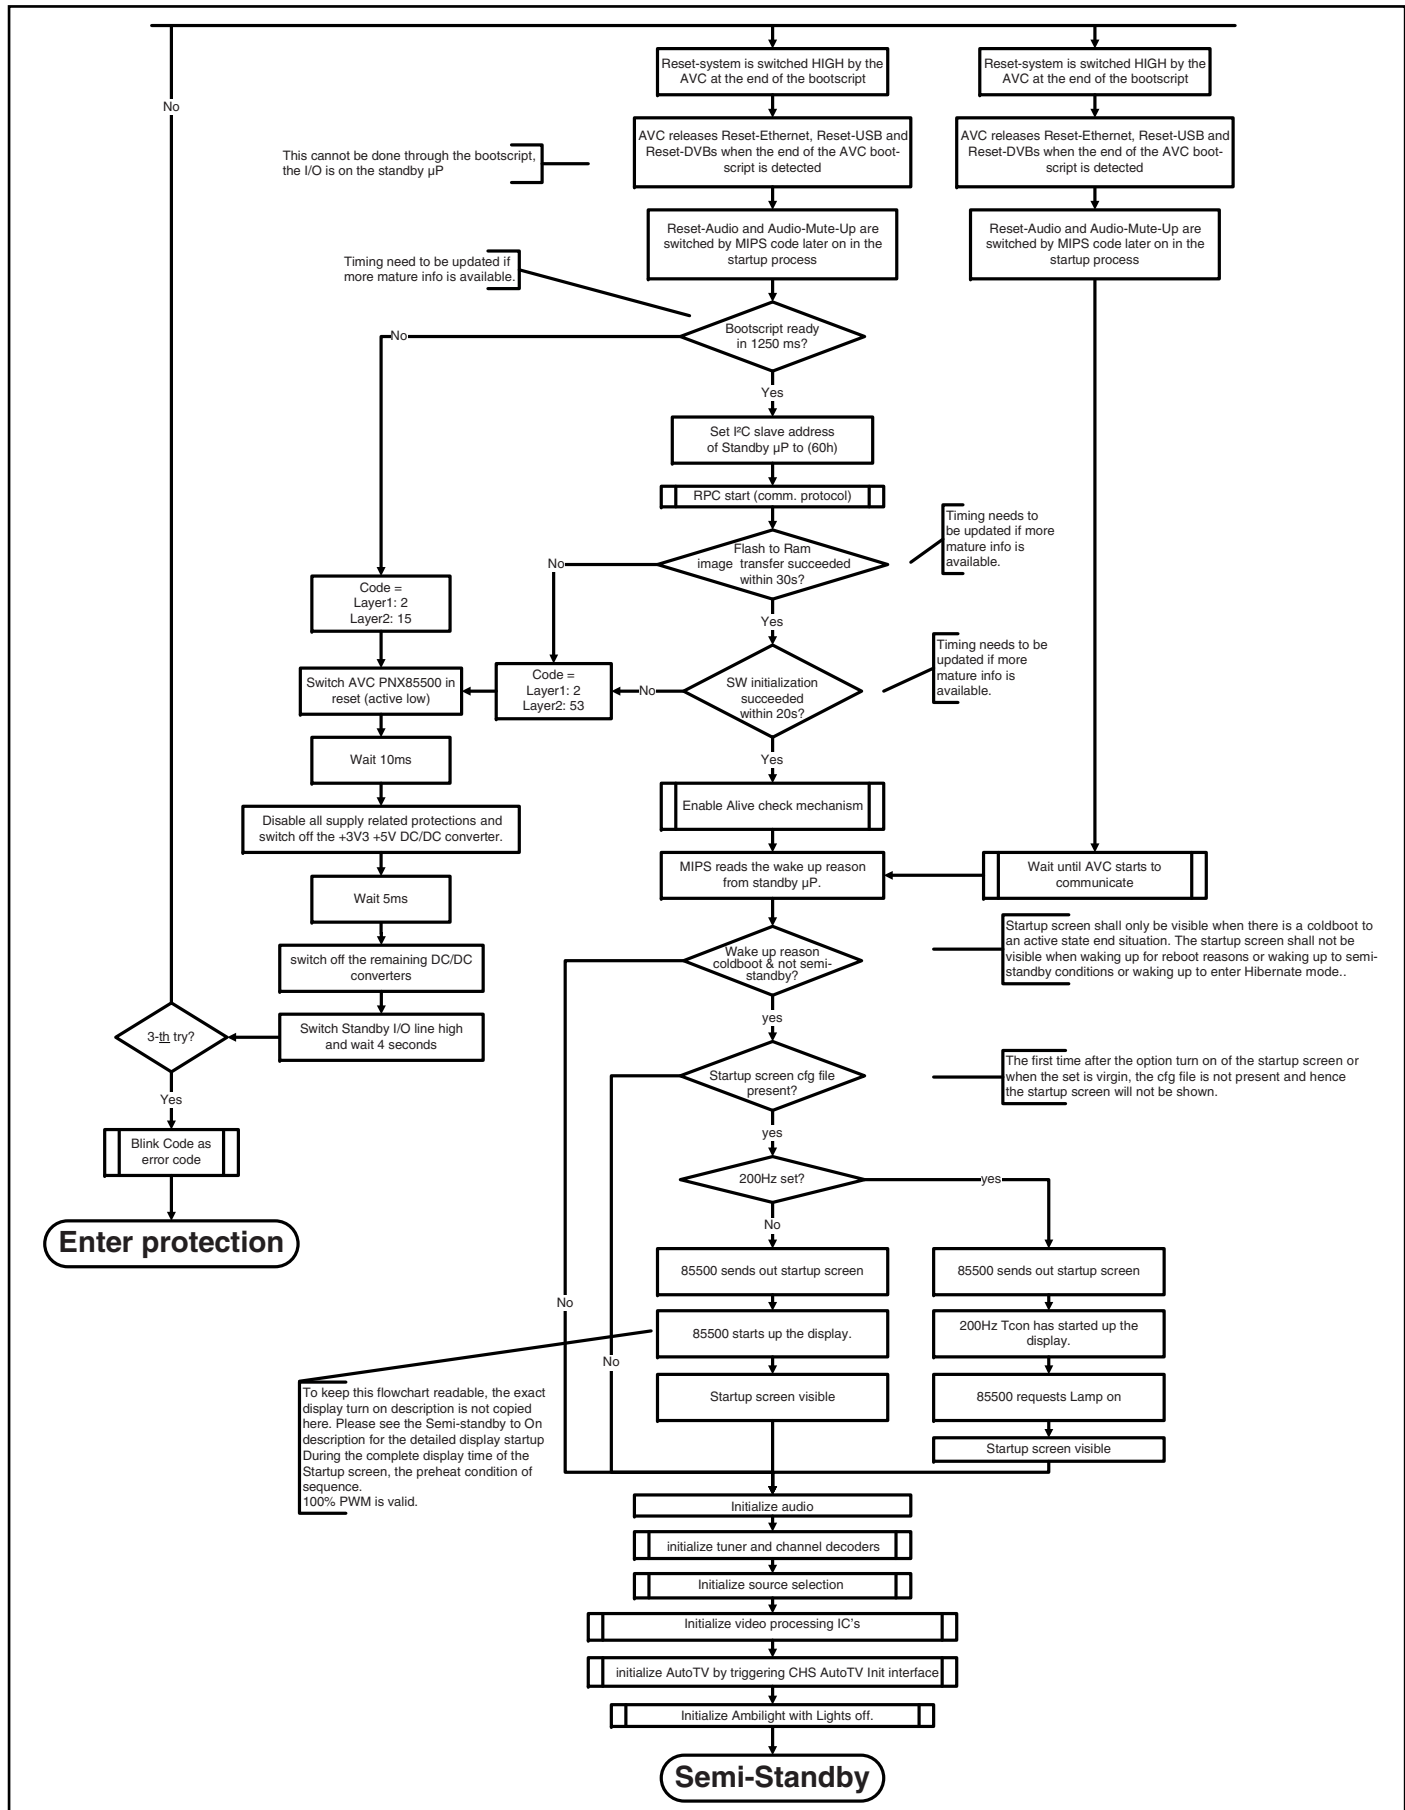 Reset-system is switched HIGH by the
AVC at the end of the bootscript
Reset-system is switched HIGH by the
AVC at the end of the bootscript
No
AVC releases Reset-Ethernet, Reset-USB and
Reset-DVBs when the end of the AVC boot-
script is detected
AVC releases Reset-Ethernet, Reset-USB and
Reset-DVBs when the end of the AVC boot-
script is detected
This cannot be done through the bootscript,
the I/O is on the standby µP
Reset-Audio and Audio-Mute-Up are
switched by MIPS code later on in the
startup process
Reset-Audio and Audio-Mute-Up are
switched by MIPS code later on in the
startup process
Timing need to be updated if
more mature info is available.
Bootscript ready
in 1250 ms?
No
Yes
Set I²C slave address
of Standby µP to (60h)
RPC start (comm. protocol)
Timing needs to
be updated if more
mature info is
available.
Flash to Ram
image transfer succeeded
within 30s?
No
Yes
Code =
Layer1: 2
Layer2: 15
Timing needs to be
updated if more
mature info is
available.
SW initialization
succeeded
within 20s?
No
Code =
Layer1: 2
Layer2: 53
Switch AVC PNX85500 in
reset (active low)
Yes
Wait 10ms
Enable Alive check mechanism
Disable all supply related protections and
switch off the +3V3 +5V DC/DC converter.
MIPS reads the wake up reason
from standby µP.
Wait until AVC starts to
communicate
Wait 5ms
Startup screen shall only be visible when there is a coldboot to
an active state end situation. The startup screen shall not be
visible when waking up for reboot reasons or waking up to semi-
standby conditions or waking up to enter Hibernate mode..
Wake up reason
coldboot & not semi-
standby?
switch off the remaining DC/DC
converters
yes
Switch Standby I/O line high
and wait 4 seconds
3-th try?
The first time after the option turn on of the startup screen or
when the set is virgin, the cfg file is not present and hence
the startup screen will not be shown.
Startup screen cfg file
present?
Yes
yes
Blink Code as
error code
200Hz set?
yes
No
Enter protection
85500 sends out startup screen
85500 sends out startup screen
No
85500 starts up the display.
200Hz Tcon has started up the
display.
No
Startup screen visible
85500 requests Lamp on
To keep this flowchart readable, the exact
display turn on description is not copied
here. Please see the Semi-standby to On
description for the detailed display startup
During the complete display time of the
Startup screen, the preheat condition of
sequence.
100% PWM is valid.
Startup screen visible
Initialize audio
initialize tuner and channel decoders
Initialize source selection
Initialize video processing IC's
initialize AutoTV by triggering CHS AutoTV Init interface
Initialize Ambilight with Lights off.
Semi-Standby